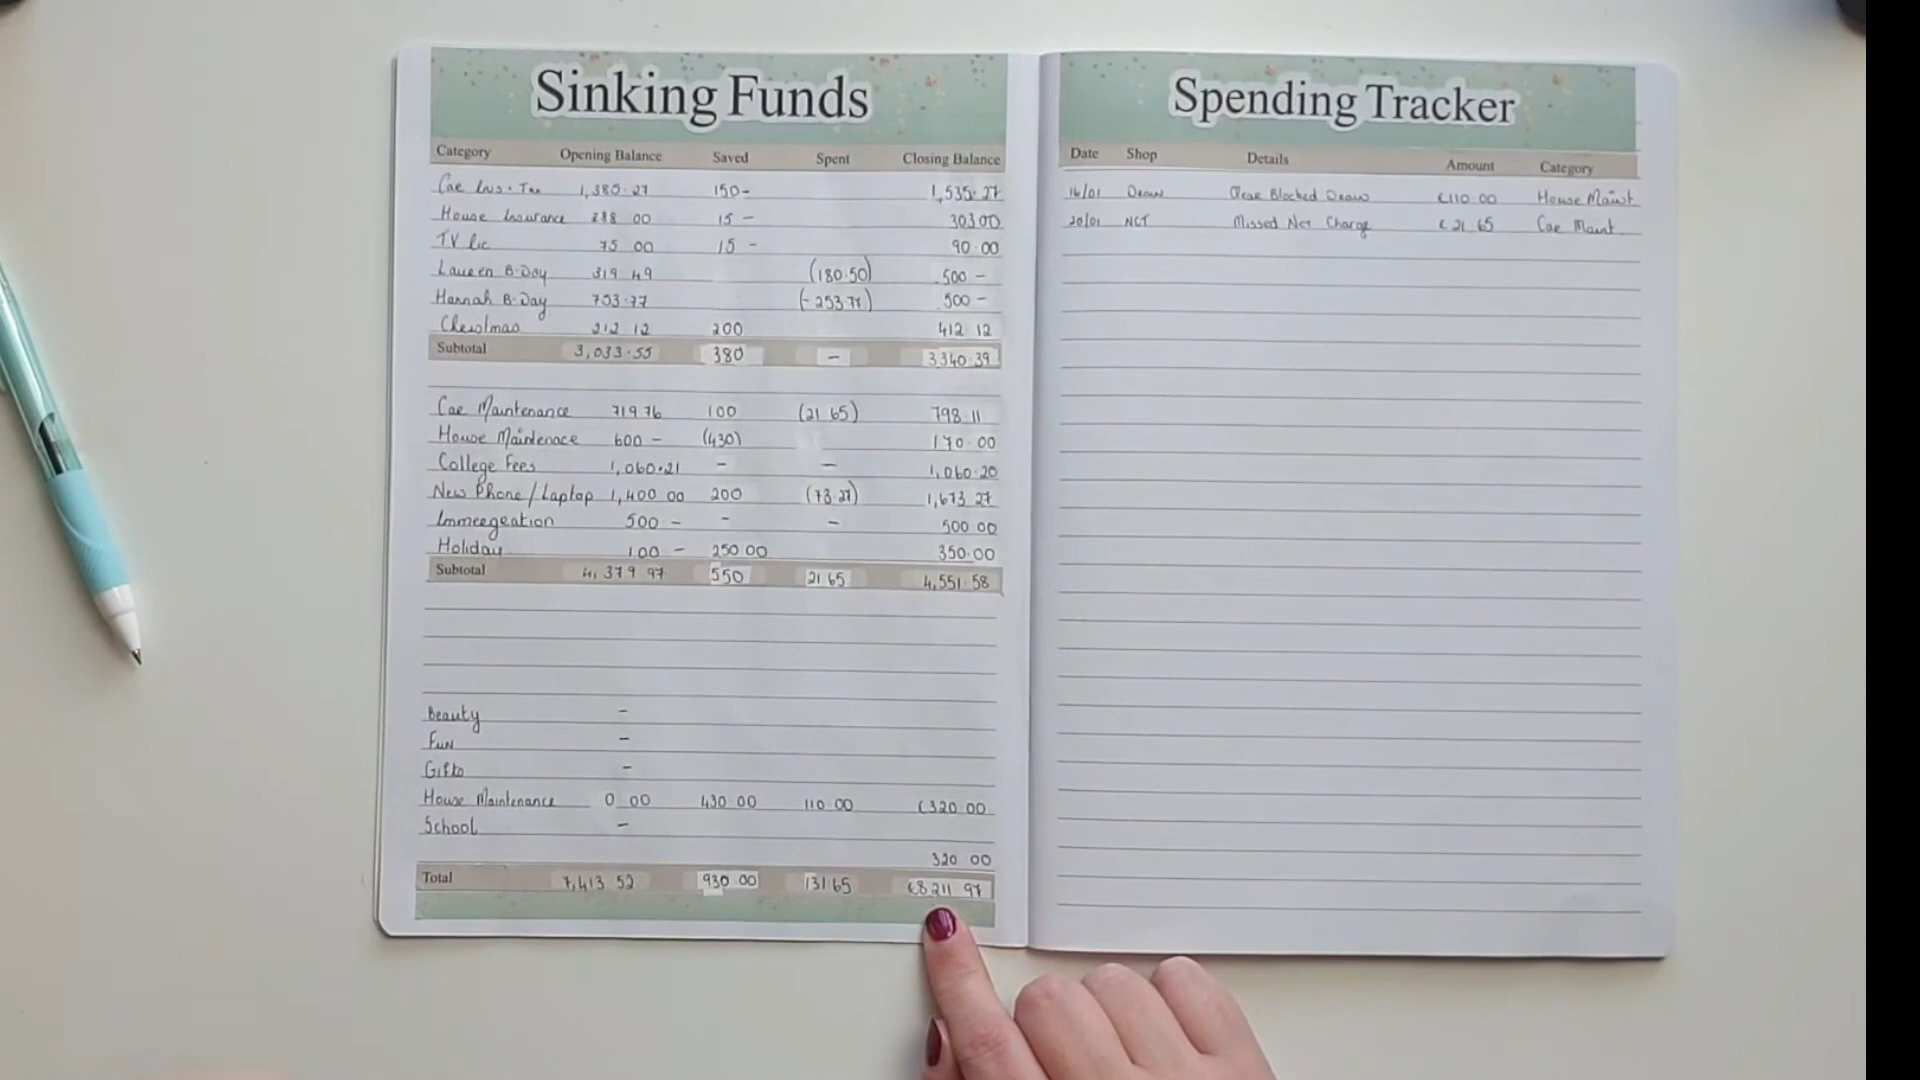 Sinking Funds
Category Opening Balance Saved Spent Closing Balance
Car Ins + Tax 1,385.27 150- 1,535.27
House Insurance 288 00 15 - 303 00
TV lic 75 00 15 - 90.00
Lauren B-Day 319 49 (180.50) 500 -
Hannah B-Day 753.77 (-253 77) 500 -
Christmas 212 12 200 412 12
Subtotal 3,033.55 380 - 3,340.39
Car Maintenance 719 76 100 (21 65) 798 11
House Maintenace 600 - (430) 170.00
College Fees 1,060.21 - - 1,060.20
New Phone/Laptop 1,400 00 200 (73 27) 1,673 27
Immergration 500 - - - 500 00
Holiday 100 - 250 00 350.00
Subtotal 4,379 97 550 21 65 4,551.58
Beauty -
Fun -
Gifts -
House Maintenance 0 00 430 00 110 00 €320 00
School -
320 00
Total 7,413 52 930 00 131 65 €8,211 97
Spending Tracker
Date Shop Details Amount Category
16/01 Drain Clear Blocked Drain €110 00 House Maint
20/01 NCT Missed Nct Charge € 21 65 Car Maint